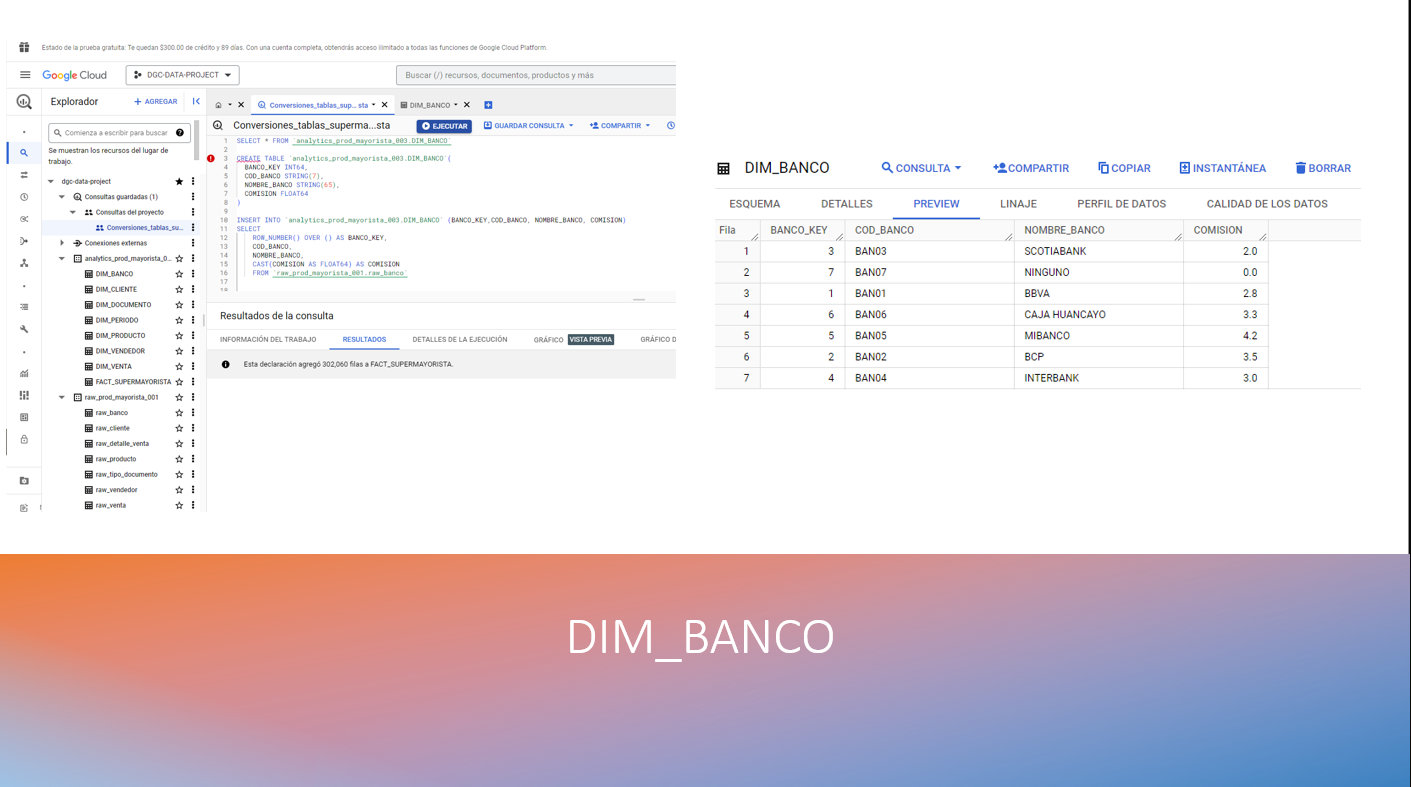 Estado de la prueba gratuita: Te quedan $300.00 de crédito y 89 días. Con una cuenta completa, obtendrás acceso ilimitado a todas las funciones de Google Cloud Platform.
Google Cloud
DGC-DATA-PROJECT
Buscar (/) recursos, documentos, productos y más
Explorador
+ AGREGAR
Comienza a escribir para buscar
Se muestran los recursos del lugar de
trabajo.
dgc-data-project
Consultas guardadas (1)
Consultas del proyecto
Conversiones_tablas_su...
Conexiones externas
analytics_prod_mayorista_0...
DIM_BANCO
DIM_CLIENTE
DIM_DOCUMENTO
DIM_PERIODO
DIM_PRODUCTO
DIM_VENDEDOR
DIM_VENTA
FACT_SUPERMAYORISTA
raw_prod_mayorista_001
raw_banco
raw_cliente
raw_detalle_venta
raw_producto
raw_tipo_documento
raw_vendedor
raw_venta
Conversiones_tablas_sup... sta
DIM_BANCO
Conversiones_tablas_superma...sta
EJECUTAR
GUARDAR CONSULTA
COMPARTIR
1 SELECT * FROM `analytics_prod_mayorista_003.DIM_BANCO`
2
3 CREATE TABLE `analytics_prod_mayorista_003.DIM_BANCO`(
4 BANCO_KEY INT64,
5 COD_BANCO STRING(7),
6 NOMBRE_BANCO STRING(65),
7 COMISION FLOAT64
8 )
9
10 INSERT INTO `analytics_prod_mayorista_003.DIM_BANCO` (BANCO_KEY,COD_BANCO, NOMBRE_BANCO, COMISION)
11 SELECT
12 ROW_NUMBER() OVER () AS BANCO_KEY,
13 COD_BANCO,
14 NOMBRE_BANCO,
15 CAST(COMISION AS FLOAT64) AS COMISION
16 FROM `raw_prod_mayorista_001.raw_banco`
17
18
Resultados de la consulta
INFORMACIÓN DEL TRABAJO
RESULTADOS
DETALLES DE LA EJECUCIÓN
GRÁFICO
VISTA PREVIA
GRÁFICO D
Esta declaración agregó 302,060 filas a FACT_SUPERMAYORISTA.
DIM_BANCO
CONSULTA
COMPARTIR
COPIAR
INSTANTÁNEA
BORRAR
ESQUEMA
DETALLES
PREVIEW
LINAJE
PERFIL DE DATOS
CALIDAD DE LOS DATOS
Fila BANCO_KEY COD_BANCO NOMBRE_BANCO COMISION
1 3 BAN03 SCOTIABANK 2.0
2 7 BAN07 NINGUNO 0.0
3 1 BAN01 BBVA 2.8
4 6 BAN06 CAJA HUANCAYO 3.3
5 5 BAN05 MIBANCO 4.2
6 2 BAN02 BCP 3.5
7 4 BAN04 INTERBANK 3.0
DIM_BANCO